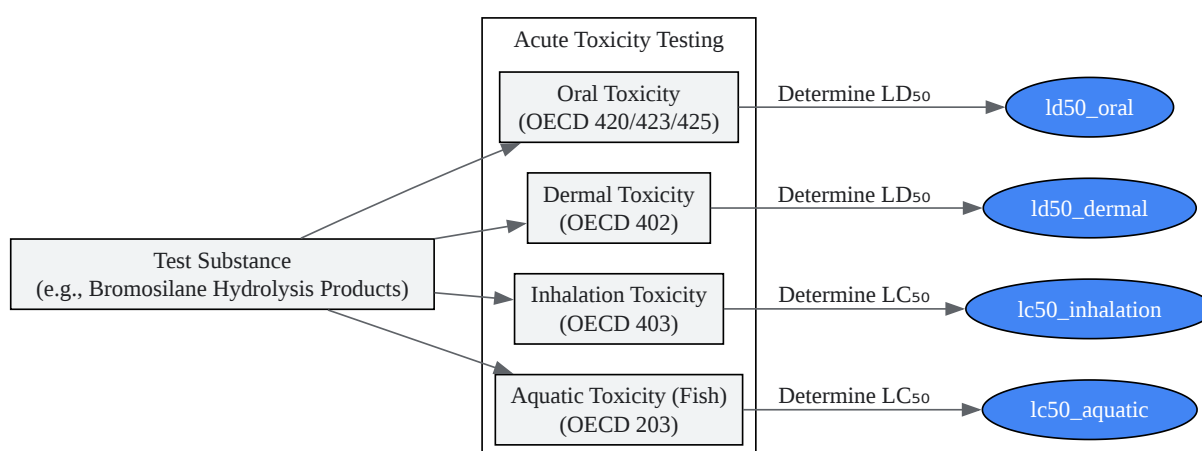 Acute Toxicity Testing
Oral Toxicity
(OECD 420/423/425)
Determine LD₅₀
ld50_oral
Dermal Toxicity
(OECD 402)
Determine LD₅₀
ld50_dermal
Test Substance
(e.g., Bromosilane Hydrolysis Products)
Inhalation Toxicity
(OECD 403)
Determine LC₅₀
lc50_inhalation
Aquatic Toxicity (Fish)
(OECD 203)
Determine LC₅₀
lc50_aquatic